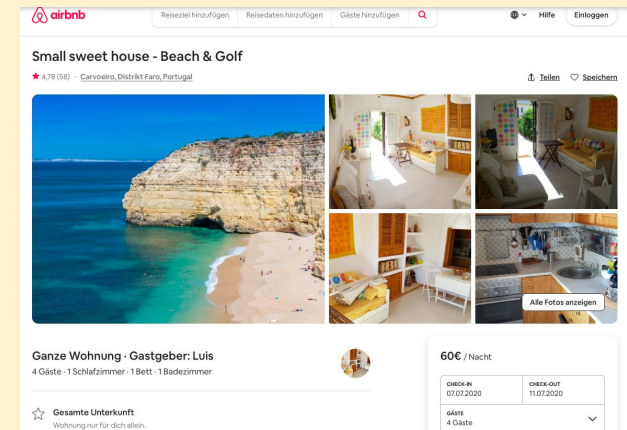 airbnb
Reiseziel hinzufügen
Reisedaten hinzufügen
Gäste hinzufügen
Hilfe
Einloggen
Small sweet house - Beach & Golf
4,78 (58) · Carvoeiro, Distrikt Faro, Portugal
Teilen
Speichern
Alle Fotos anzeigen
Ganze Wohnung · Gastgeber: Luis
4 Gäste · 1 Schlafzimmer · 1 Bett · 1 Badezimmer
Gesamte Unterkunft
Wohnung nur für dich allein.
60€ / Nacht
CHECK-IN
07.07.2020
CHECK-OUT
11.07.2020
GÄSTE
4 Gäste